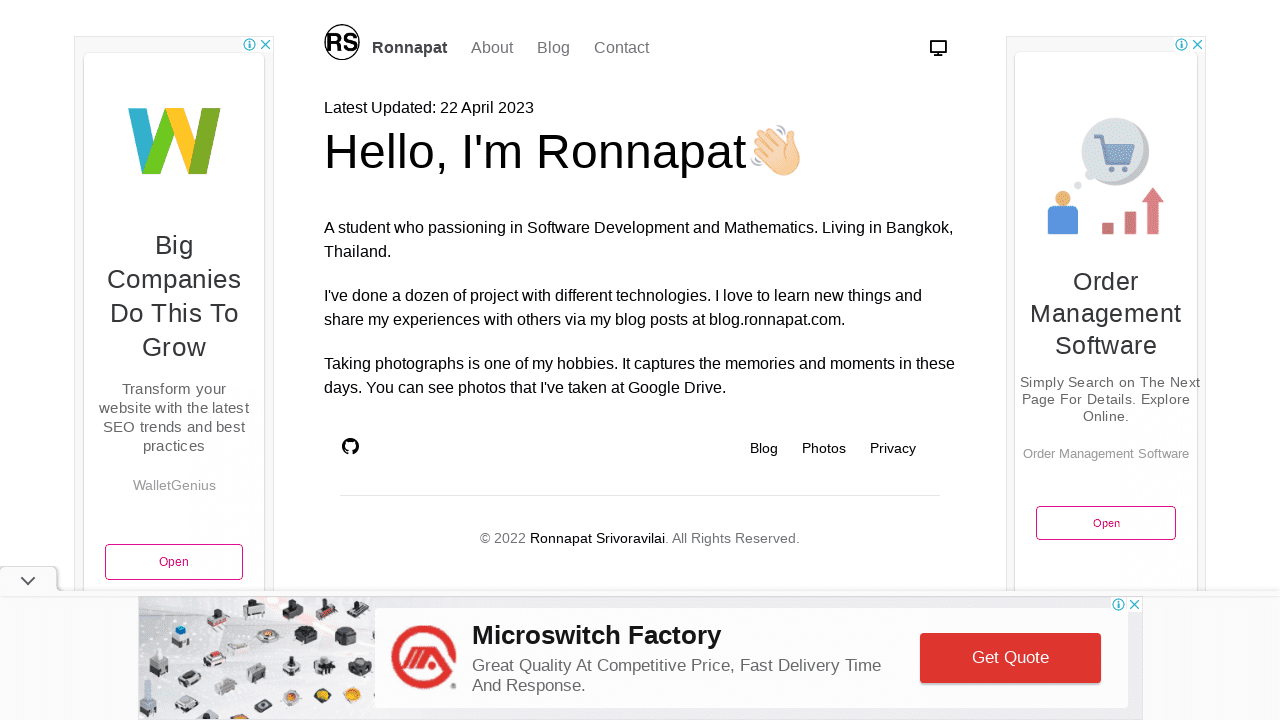 RS
Ronnapat
About
Blog
Contact
Latest Updated: 22 April 2023
Hello, I'm Ronnapat👋🏻
A student who passioning in Software Development and Mathematics. Living in Bangkok,
Thailand.
I've done a dozen of project with different technologies. I love to learn new things and
share my experiences with others via my blog posts at blog.ronnapat.com.
Taking photographs is one of my hobbies. It captures the memories and moments in these
days. You can see photos that I've taken at Google Drive.
Blog
Photos
Privacy
© 2022 Ronnapat Srivoravilai. All Rights Reserved.
Big
Companies
Do This To
Grow
Transform your
website with the latest
SEO trends and best
practices
WalletGenius
Open
Order
Management
Software
Simply Search on The Next
Page For Details. Explore
Online.
Order Management Software
Open
Microswitch Factory
Great Quality At Competitive Price, Fast Delivery Time
And Response.
Get Quote